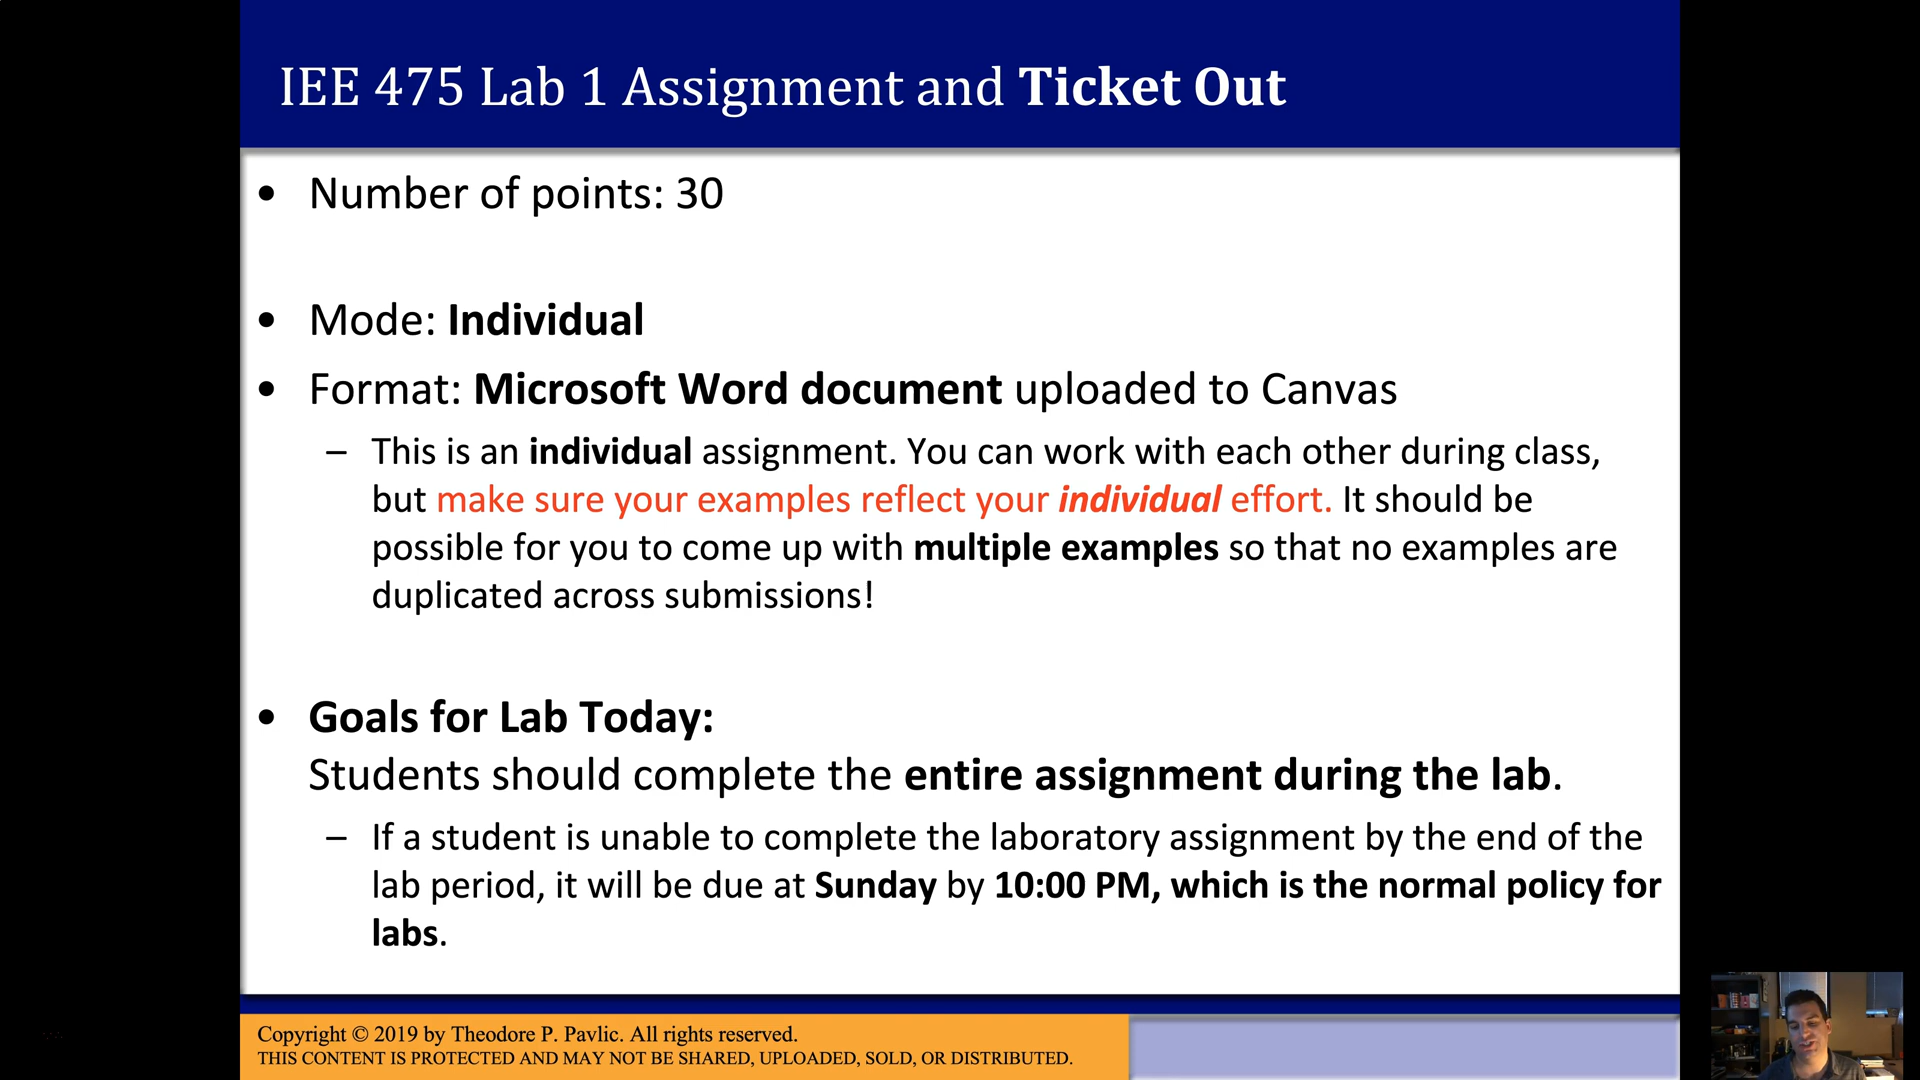 IEE 475 Lab 1 Assignment and Ticket Out
• Number of points: 30
• Mode: Individual
• Format: Microsoft Word document uploaded to Canvas
– This is an individual assignment. You can work with each other during class,
but make sure your examples reflect your individual effort. It should be
possible for you to come up with multiple examples so that no examples are
duplicated across submissions!
• Goals for Lab Today:
Students should complete the entire assignment during the lab.
– If a student is unable to complete the laboratory assignment by the end of the
lab period, it will be due at Sunday by 10:00 PM, which is the normal policy for
labs.
Copyright © 2019 by Theodore P. Pavlic. All rights reserved.
THIS CONTENT IS PROTECTED AND MAY NOT BE SHARED, UPLOADED, SOLD, OR DISTRIBUTED.